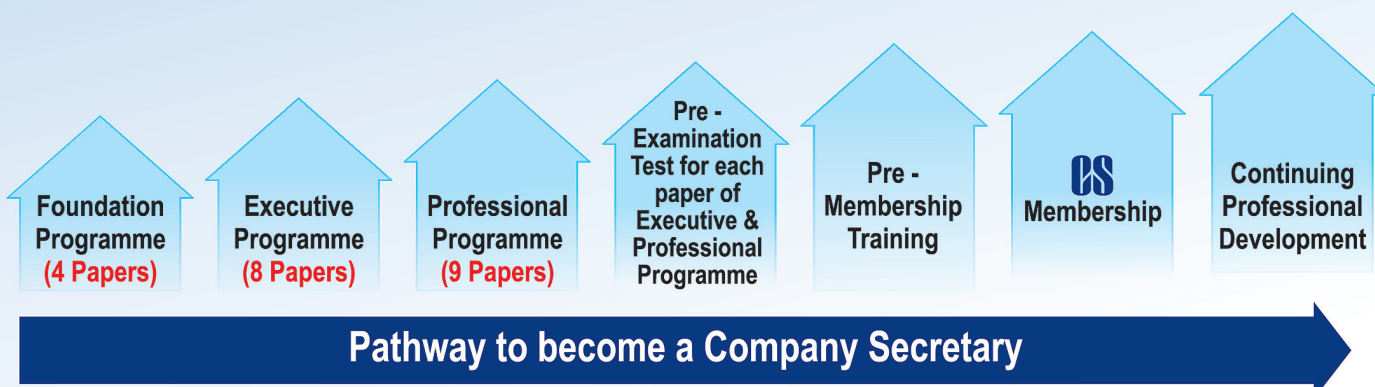 Foundation
Programme
(4 Papers)
Executive
Programme
(8 Papers)
Professional
Programme
(9 Papers)
Pre -
Examination
Test for each
paper of
Executive &
Professional
Programme
Pre -
Membership
Training
CS
Membership
Continuing
Professional
Development
Pathway to become a Company Secretary